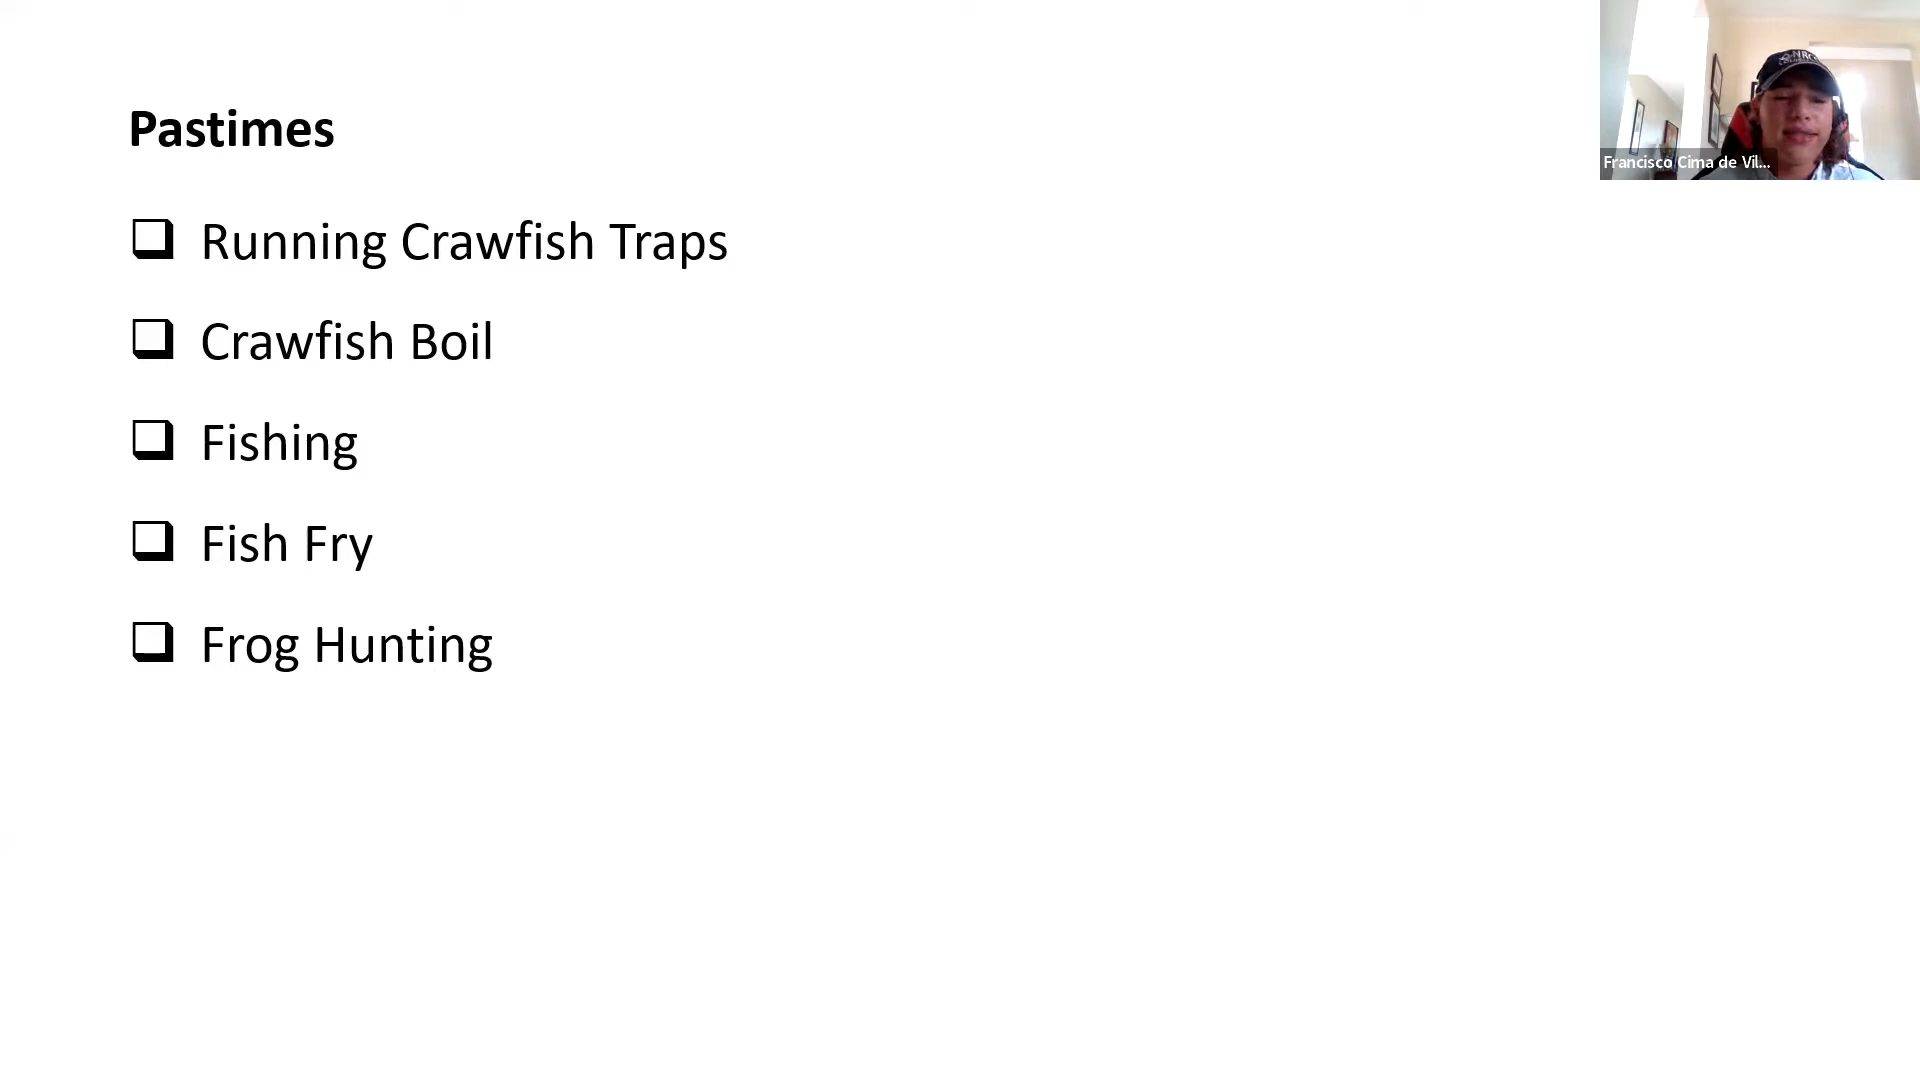 Pastimes
Running Crawfish Traps
Crawfish Boil
Fishing
Fish Fry
Frog Hunting
Francisco Cima de Vil...